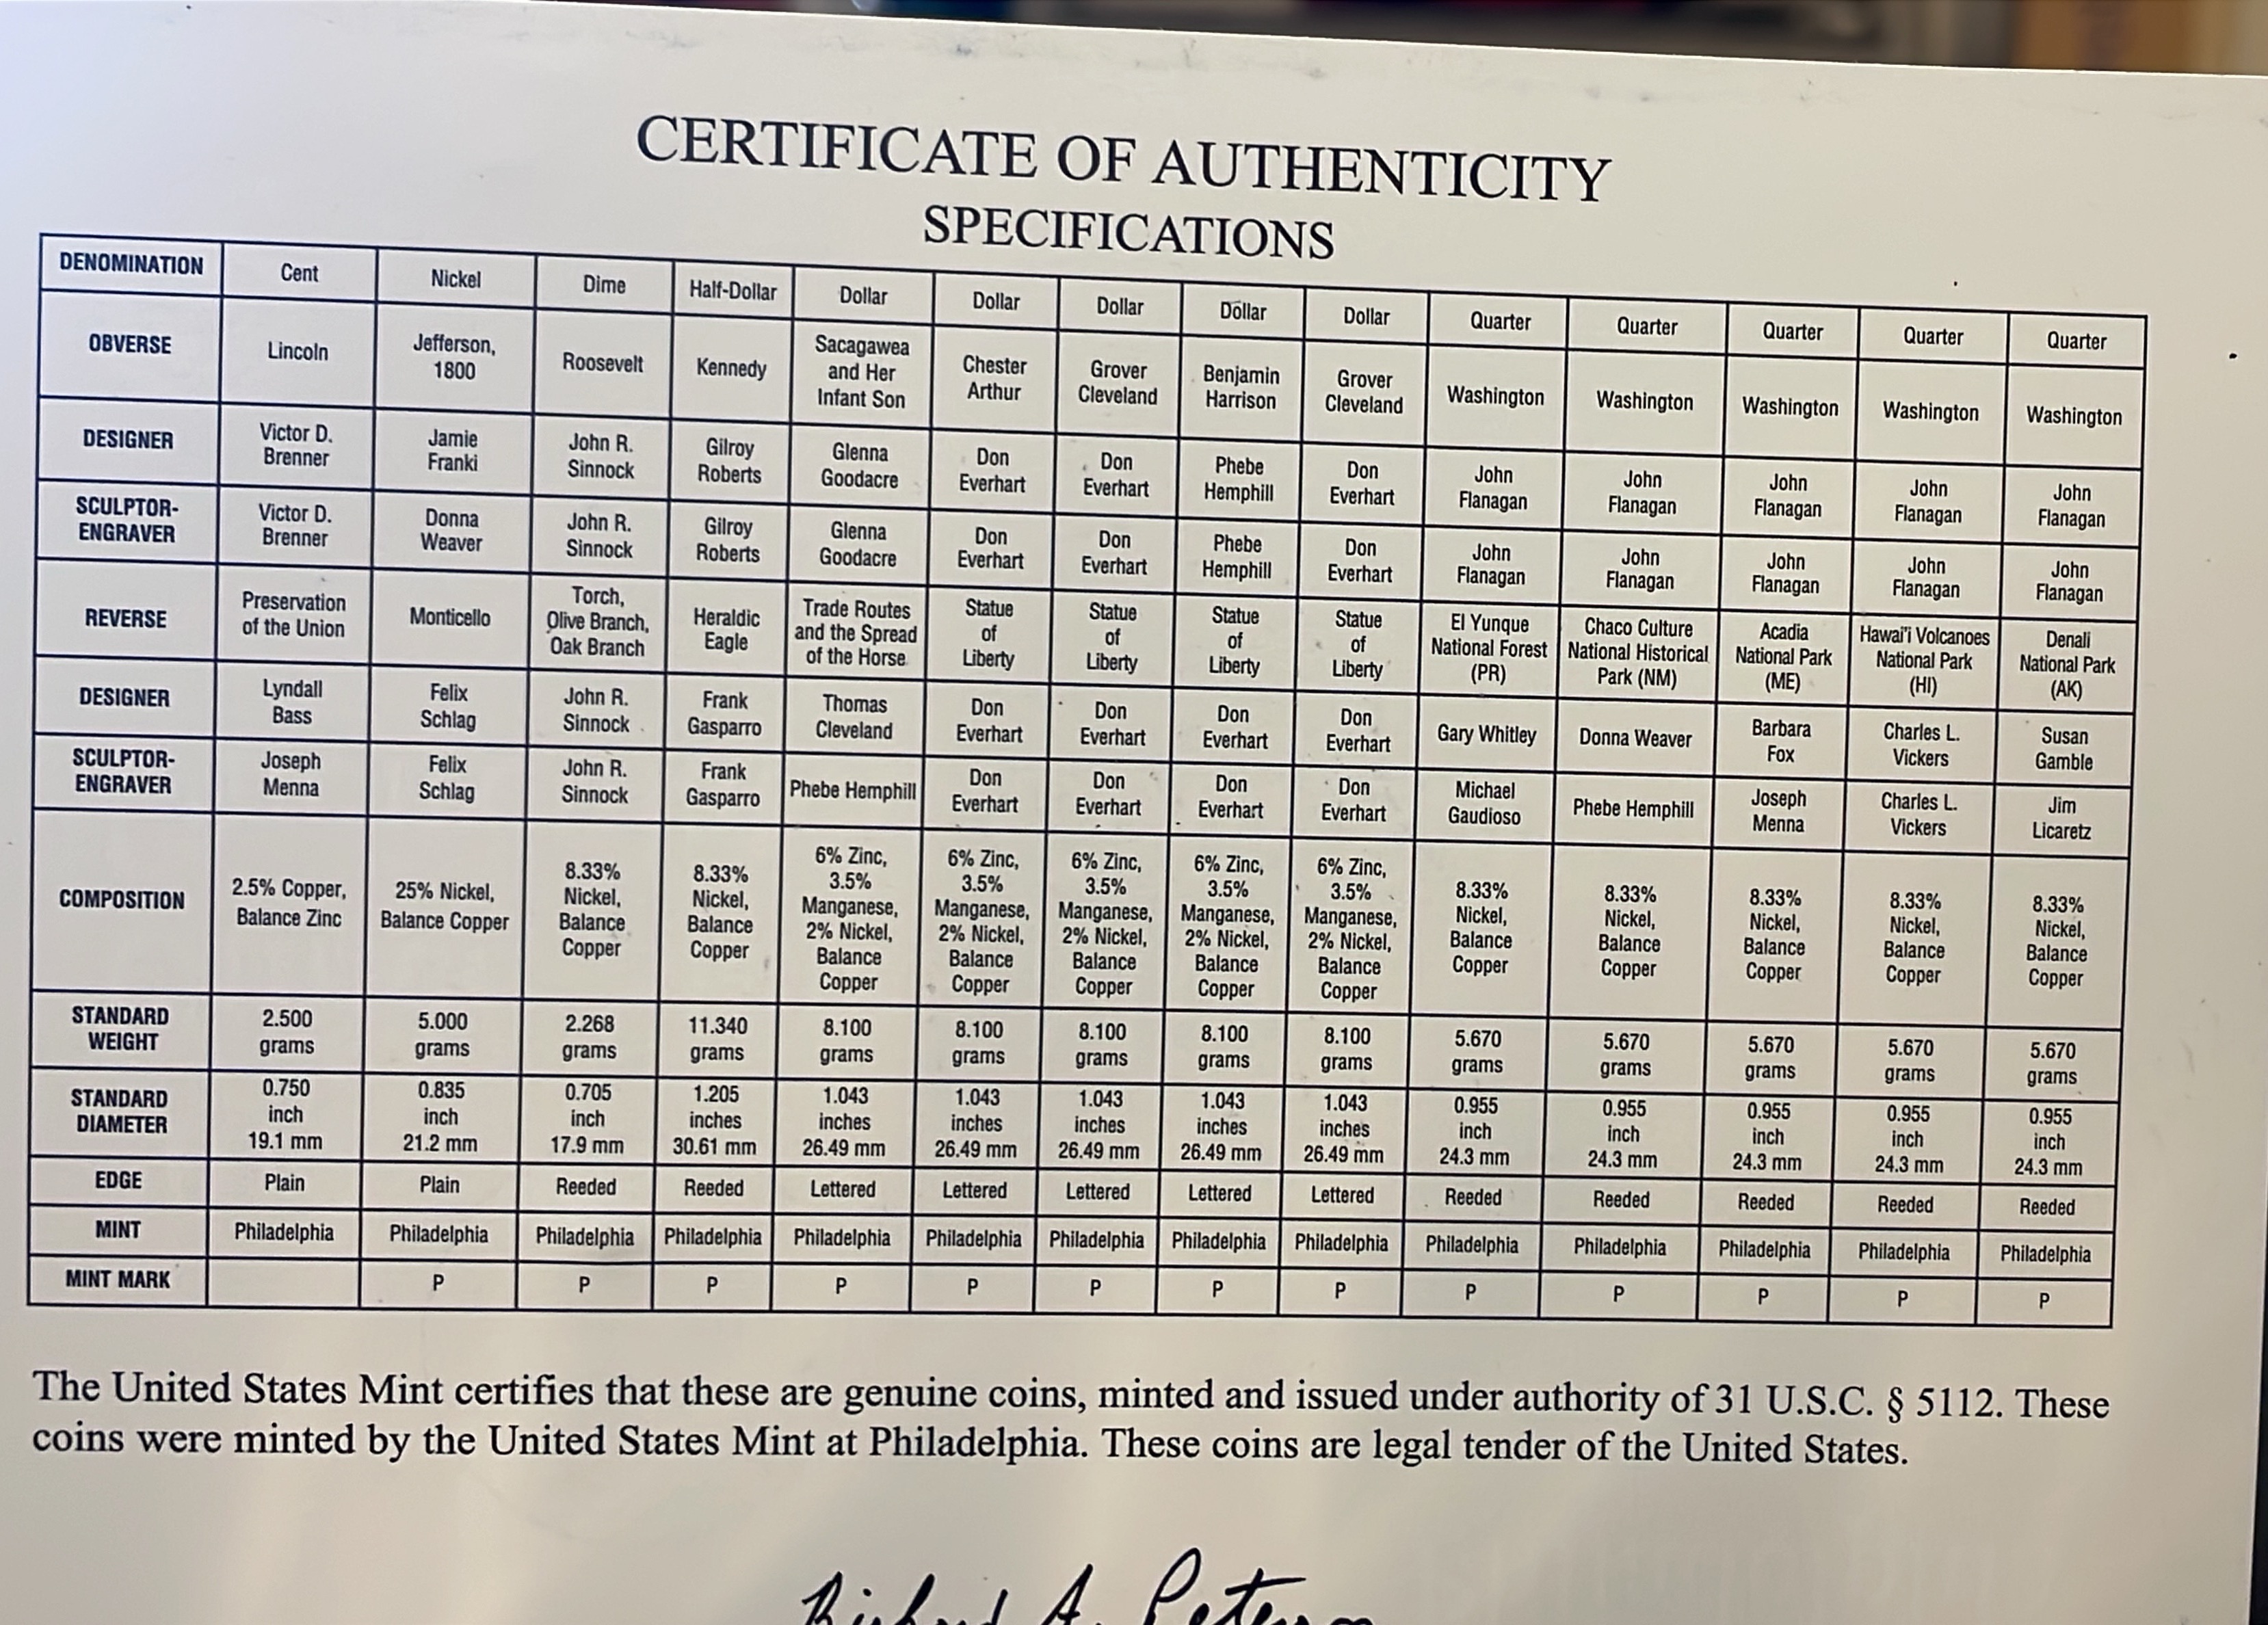 CERTIFICATE OF AUTHENTICITY
SPECIFICATIONS
DENOMINATION Cent Nickel Dime Half-Dollar Dollar Dollar Dollar Dollar Dollar Quarter Quarter Quarter Quarter Quarter
OBVERSE Lincoln Jefferson, 1800 Roosevelt Kennedy Sacagawea and Her Infant Son Chester Arthur Grover Cleveland Benjamin Harrison Grover Cleveland Washington Washington Washington Washington Washington
DESIGNER Victor D. Brenner Jamie Franki John R. Sinnock Gilroy Roberts Glenna Goodacre Don Everhart Don Everhart Phebe Hemphill Don Everhart John Flanagan John Flanagan John Flanagan John Flanagan John Flanagan
SCULPTOR-ENGRAVER Victor D. Brenner Donna Weaver John R. Sinnock Gilroy Roberts Glenna Goodacre Don Everhart Don Everhart Phebe Hemphill Don Everhart John Flanagan John Flanagan John Flanagan John Flanagan John Flanagan
REVERSE Preservation of the Union Monticello Torch, Olive Branch, Oak Branch Heraldic Eagle Trade Routes and the Spread of the Horse Statue of Liberty Statue of Liberty Statue of Liberty Statue of Liberty El Yunque National Forest (PR) Chaco Culture National Historical Park (NM) Acadia National Park (ME) Hawai'i Volcanoes National Park (HI) Denali National Park (AK)
DESIGNER Lyndall Bass Felix Schlag John R. Sinnock Frank Gasparro Thomas Cleveland Don Everhart Don Everhart Don Everhart Don Everhart Gary Whitley Donna Weaver Barbara Fox Charles L. Vickers Susan Gamble
SCULPTOR-ENGRAVER Joseph Menna Felix Schlag John R. Sinnock Frank Gasparro Phebe Hemphill Don Everhart Don Everhart Don Everhart Don Everhart Michael Gaudioso Phebe Hemphill Joseph Menna Charles L. Vickers Jim Licaretz
COMPOSITION 2.5% Copper, Balance Zinc 25% Nickel, Balance Copper 8.33% Nickel, Balance Copper 8.33% Nickel, Balance Copper 6% Zinc, 3.5% Manganese, 2% Nickel, Balance Copper 6% Zinc, 3.5% Manganese, 2% Nickel, Balance Copper 6% Zinc, 3.5% Manganese, 2% Nickel, Balance Copper 6% Zinc, 3.5% Manganese, 2% Nickel, Balance Copper 6% Zinc, 3.5% Manganese, 2% Nickel, Balance Copper 8.33% Nickel, Balance Copper 8.33% Nickel, Balance Copper 8.33% Nickel, Balance Copper 8.33% Nickel, Balance Copper 8.33% Nickel, Balance Copper
STANDARD WEIGHT 2.500 grams 5.000 grams 2.268 grams 11.340 grams 8.100 grams 8.100 grams 8.100 grams 8.100 grams 8.100 grams 5.670 grams 5.670 grams 5.670 grams 5.670 grams 5.670 grams
STANDARD DIAMETER 0.750 inch 19.1 mm 0.835 inch 21.2 mm 0.705 inch 17.9 mm 1.205 inches 30.61 mm 1.043 inches 26.49 mm 1.043 inches 26.49 mm 1.043 inches 26.49 mm 1.043 inches 26.49 mm 1.043 inches 26.49 mm 0.955 inch 24.3 mm 0.955 inch 24.3 mm 0.955 inch 24.3 mm 0.955 inch 24.3 mm 0.955 inch 24.3 mm
EDGE Plain Plain Reeded Reeded Lettered Lettered Lettered Lettered Lettered Reeded Reeded Reeded Reeded Reeded
MINT Philadelphia Philadelphia Philadelphia Philadelphia Philadelphia Philadelphia Philadelphia Philadelphia Philadelphia Philadelphia Philadelphia Philadelphia Philadelphia Philadelphia
MINT MARK P P P P P P P P P P P P P
The United States Mint certifies that these are genuine coins, minted and issued under authority of 31 U.S.C. § 5112. These
coins were minted by the United States Mint at Philadelphia. These coins are legal tender of the United States.
Richard A. Peterson